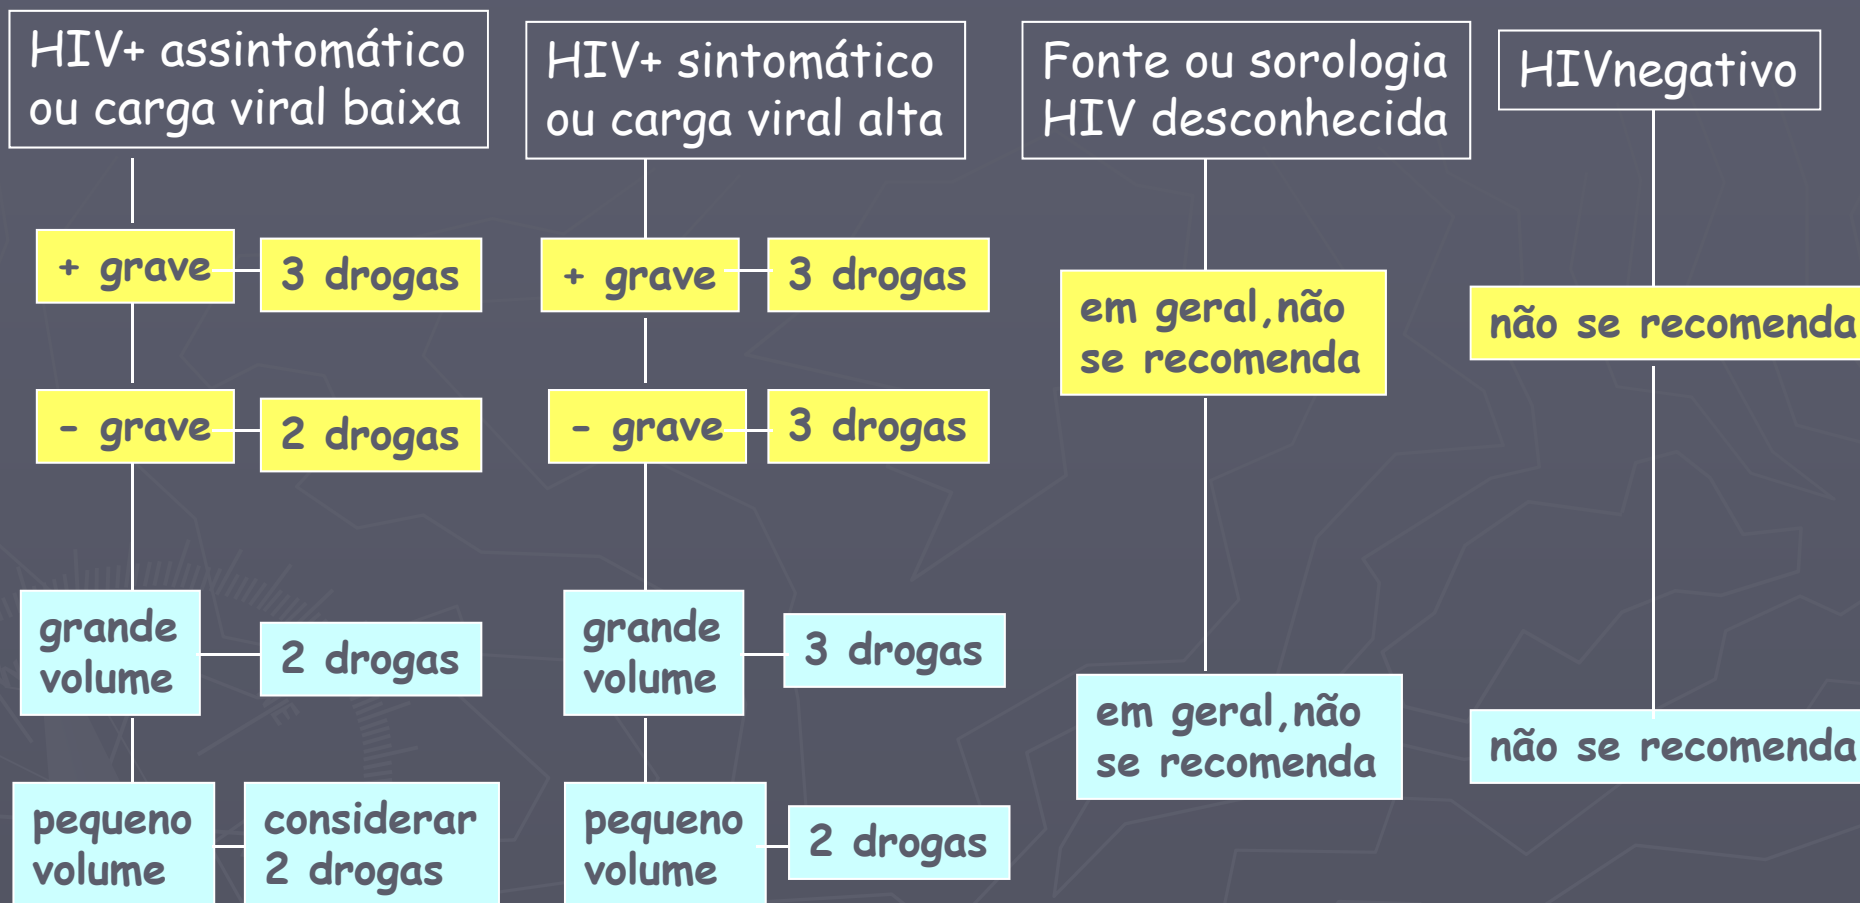 HIV+ assintomático
ou carga viral baixa
+ grave
3 drogas
- grave
2 drogas
grande
volume
2 drogas
pequeno
volume
considerar
2 drogas
HIV+ sintomático
ou carga viral alta
+ grave
3 drogas
- grave
3 drogas
grande
volume
3 drogas
pequeno
volume
2 drogas
Fonte ou sorologia
HIV desconhecida
em geral,não
se recomenda
em geral,não
se recomenda
HIVnegativo
não se recomenda
não se recomenda